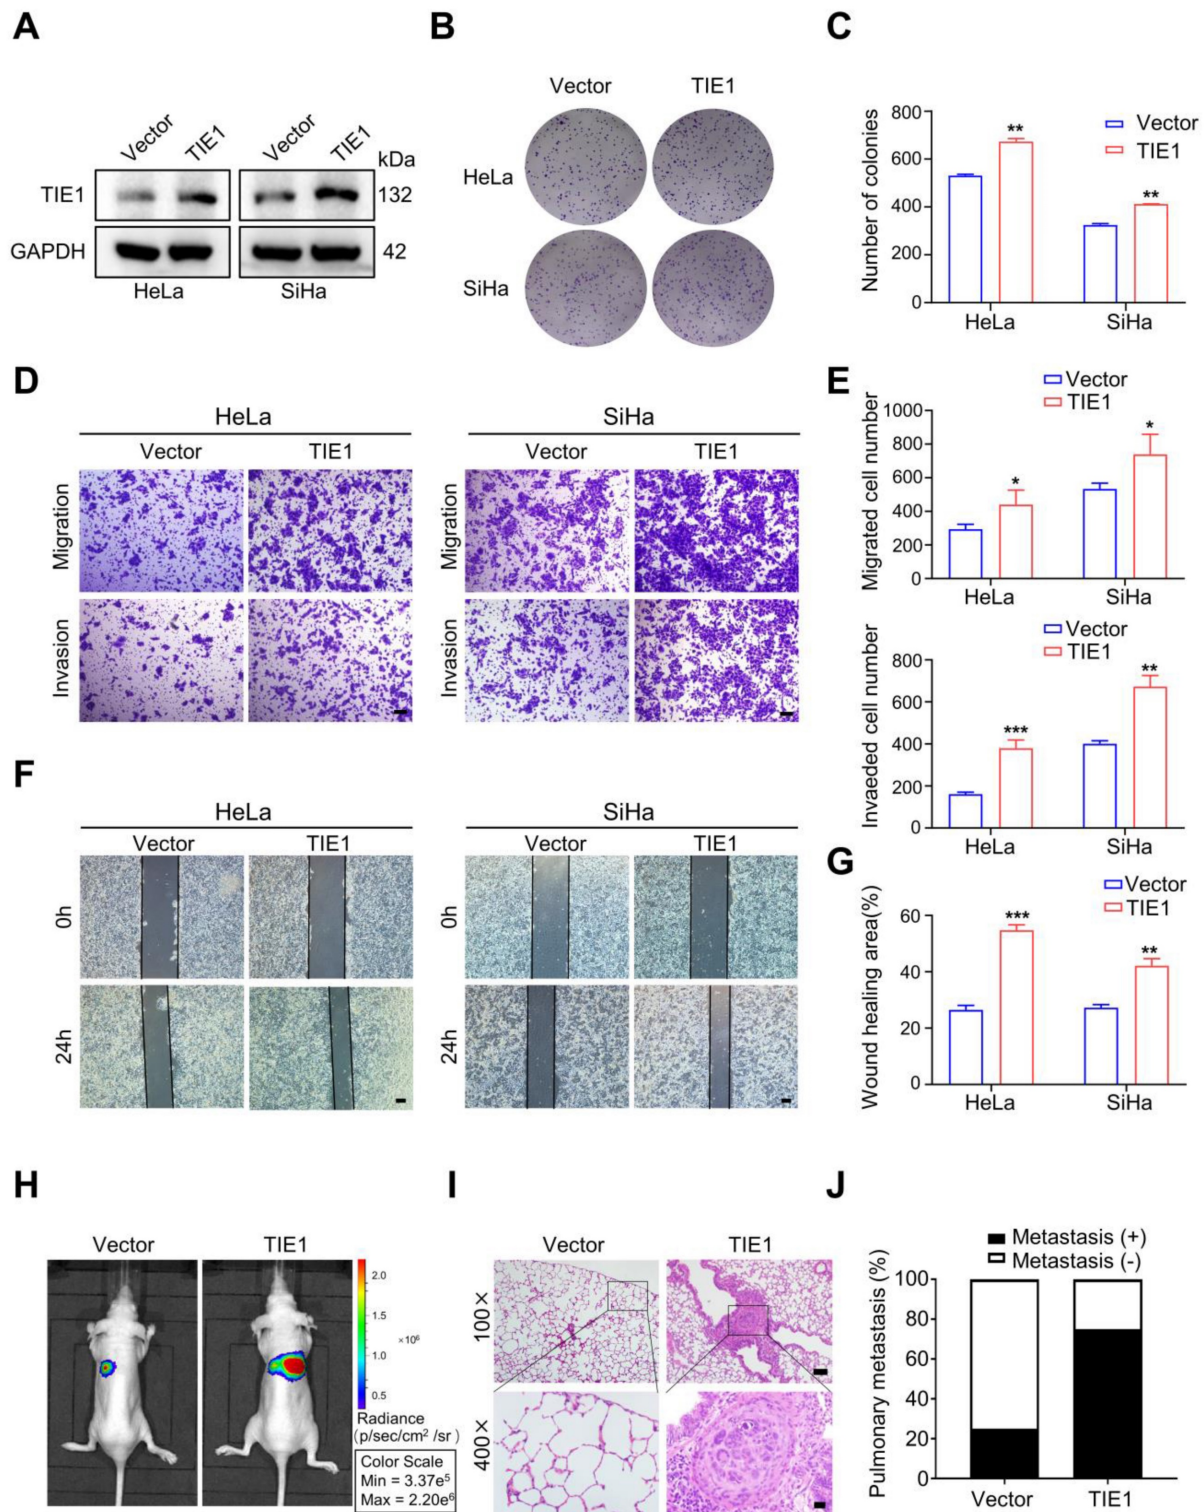 A
Vector TIE1 Vector TIE1 kDa
TIE1 132
GAPDH 42
HeLa SiHa
B
Vector TIE1
HeLa
SiHa
C
Number of colonies
800
600
400
200
0
** **
Vector
TIE1
HeLa SiHa
D
HeLa SiHa
Vector TIE1 Vector TIE1
Migration Migration
Invasion Invasion
E
Vector
TIE1
Migrated cell number
1000
800
600
400
200
0
* *
HeLa SiHa
Vector
TIE1
Invaeded cell number
800
600
400
200
0
*** **
HeLa SiHa
F
HeLa SiHa
Vector TIE1 Vector TIE1
0h 0h
24h 24h
G
Vector
TIE1
Wound healing area(%)
60
40
20
0
*** **
HeLa SiHa
H
Vector TIE1
2.0
1.5
×10⁶
1.0
0.5
Radiance
(p/sec/cm² /sr)
Color Scale
Min = 3.37e⁵
Max = 2.20e⁶
I
Vector TIE1
100×
400×
J
Metastasis (+)
Metastasis (-)
Pulmonary metastasis (%)
100
80
60
40
20
0
Vector TIE1